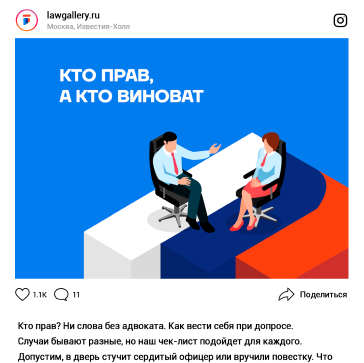 lawgallery.ru
Москва, Известия-Холл
КТО ПРАВ,
А КТО ВИНОВАТ
1.1K 11 Поделиться
Кто прав? Ни слова без адвоката. Как вести себя при допросе.
Случаи бывают разные, но наш чек-лист подойдет для каждого.
Допустим, в дверь стучит сердитый офицер или вручили повестку. Что